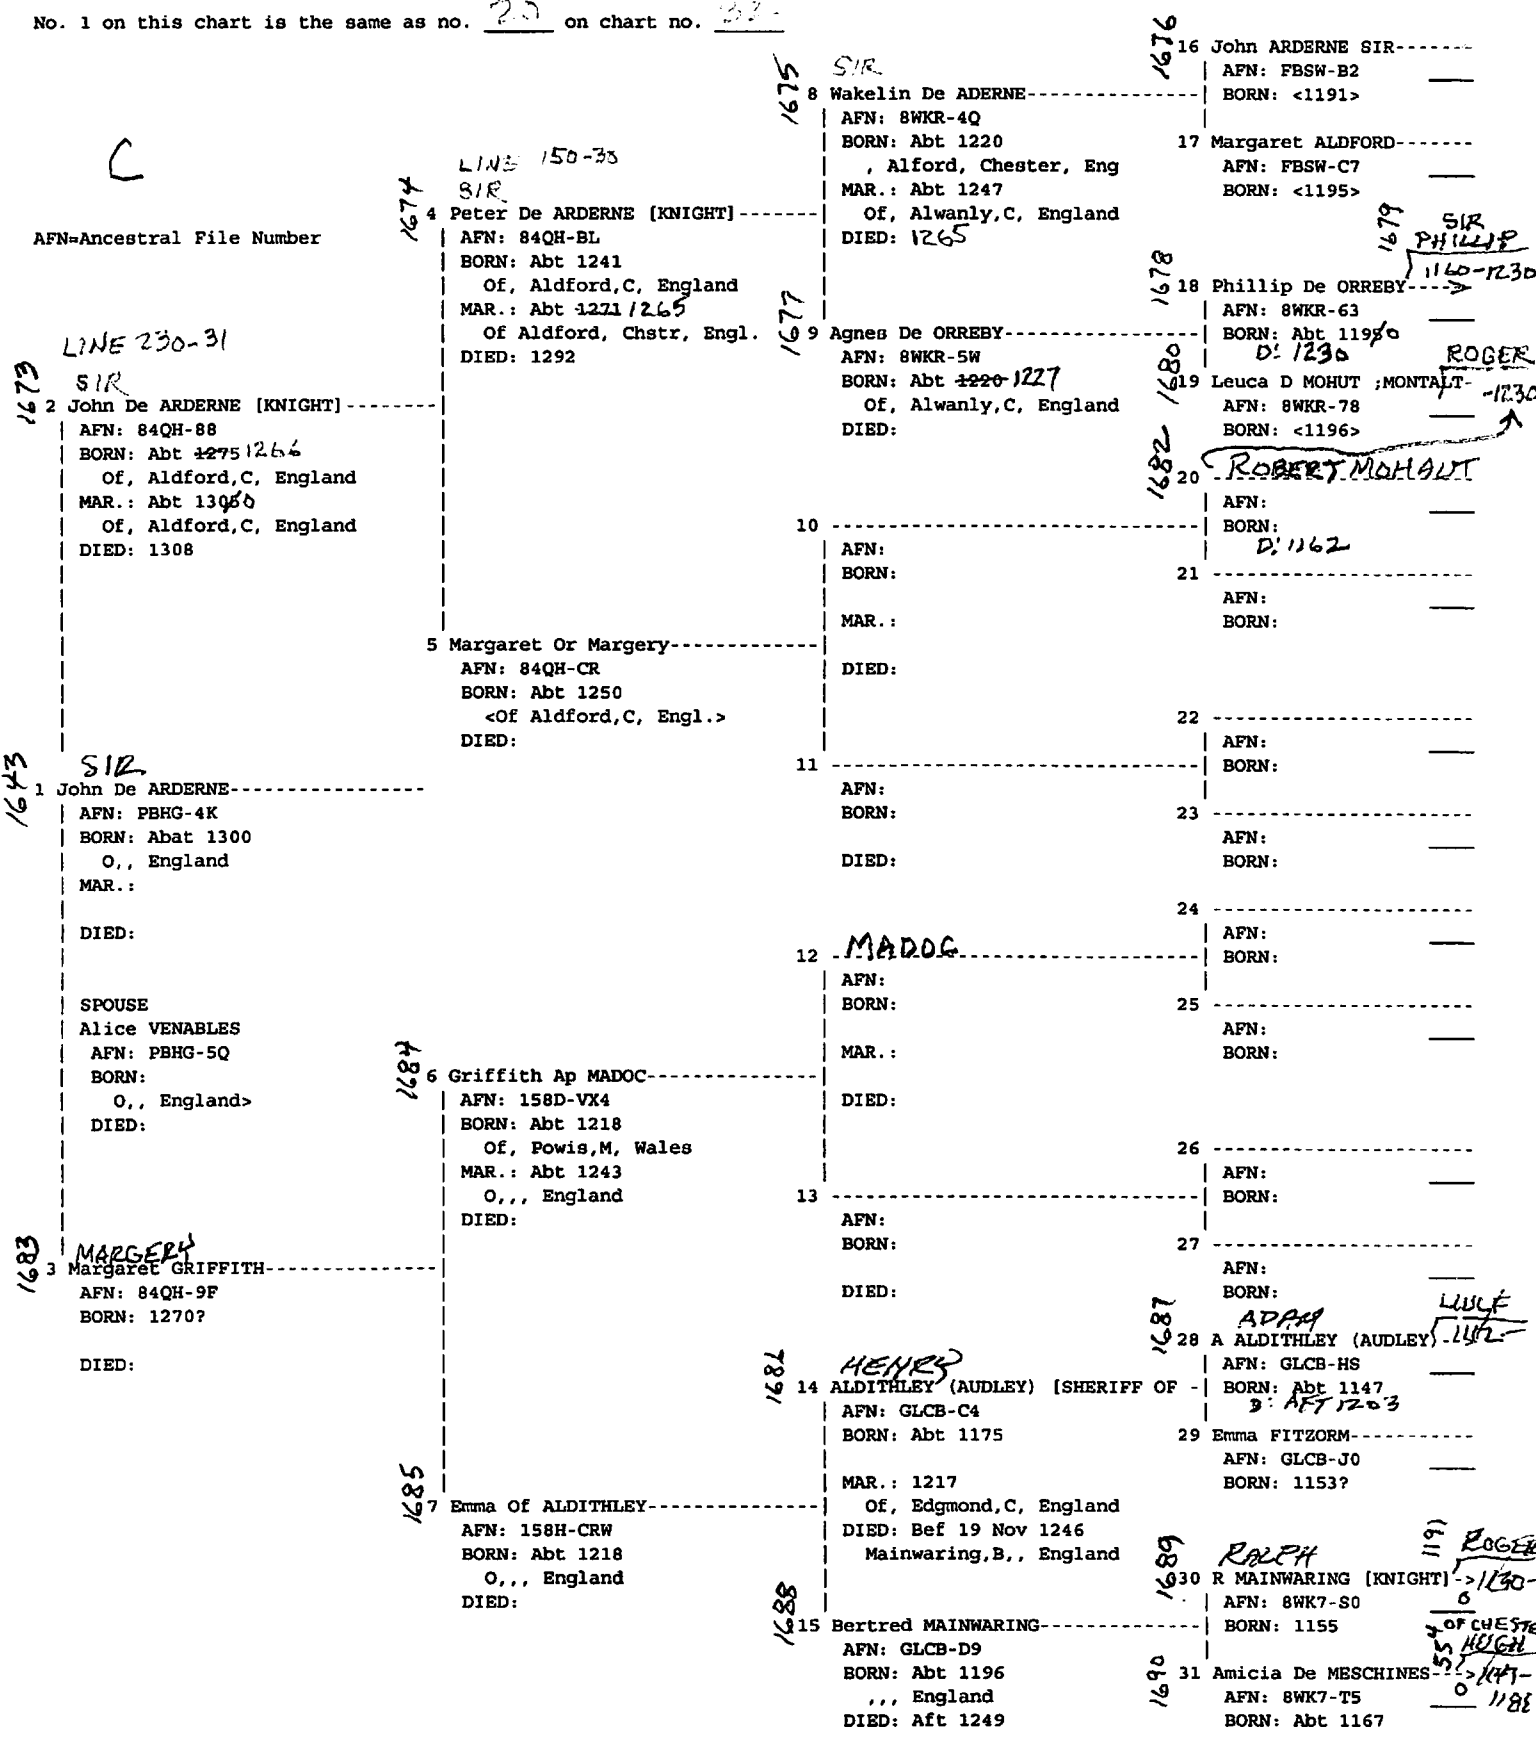 No. 1 on this chart is the same as no. 20 on chart no.
C
AFN=Ancestral File Number
1643
SIR
1 John De ARDERNE
AFN: PBHG-4K
BORN: Abat 1300
O,, England
MAR.:
DIED:
SPOUSE
Alice VENABLES
AFN: PBHG-5Q
BORN:
O,, England>
DIED:
LINE 230-31
1673
SIR
2 John De ARDERNE [KNIGHT]
AFN: 84QH-88
BORN: Abt 1275 1266
Of, Aldford,C, England
MAR.: Abt
Of, Aldford,C, England
DIED: 1308
1683
MARGERY
3 Margaret GRIFFITH
AFN: 84QH-9F
BORN: 1270?
DIED:
LINE 150-30
1674
SIR
4 Peter De ARDERNE [KNIGHT]
AFN: 84QH-BL
BORN: Abt 1241
Of, Aldford,C, England
MAR.: Abt 1271 1265
Of Aldford, Chstr, Engl.
DIED: 1292
5 Margaret Or Margery
AFN: 84QH-CR
BORN: Abt 1250
<Of Aldford,C, Engl.>
DIED:
1684
6 Griffith Ap MADOC
AFN: 158D-VX4
BORN: Abt 1218
Of, Powis,M, Wales
MAR.: Abt 1243
O,,, England
DIED:
1685
7 Emma Of ALDITHLEY
AFN: 158H-CRW
BORN: Abt 1218
O,,, England
DIED:
1675
SIR
8 Wakelin De ADERNE
AFN: 8WKR-4Q
BORN: Abt 1220
, Alford, Chester, Eng
MAR.: Abt 1247
Of, Alwanly,C, England
DIED: 1265
1677
9 Agnes De ORREBY
AFN: 8WKR-5W
BORN: Abt 1220 1227
Of, Alwanly,C, England
DIED:
10
AFN:
BORN:
MAR.:
DIED:
11
AFN:
BORN:
DIED:
12 MADOC
AFN:
BORN:
MAR.:
DIED:
13
AFN:
BORN:
DIED:
HENRY
14 ALDITHLEY (AUDLEY) [SHERIFF OF -
AFN: GLCB-C4
BORN: Abt 1175
MAR.: 1217
Of, Edgmond,C, England
DIED: Bef 19 Nov 1246
Mainwaring,B,, England
1688
15 Bertred MAINWARING
AFN: GLCB-D9
BORN: Abt 1196
,,, England
DIED: Aft 1249
1676
16 John ARDERNE SIR
AFN: FBSW-B2
BORN: <1191>
17 Margaret ALDFORD
AFN: FBSW-C7
BORN: <1195>
1679
SIR
PHILLIP
1160-1230
1678
18 Phillip De ORREBY
AFN: 8WKR-63
BORN: Abt
D: 1230
1680
ROGER
-1230
19 Leuca D MOHUT ;MONTALT-
AFN: 8WKR-78
BORN: <1196>
1682
20 ROBERT MOHAUT
AFN:
BORN:
D: 1162
21
AFN:
BORN:
22
AFN:
BORN:
23
AFN:
BORN:
24
AFN:
BORN:
25
AFN:
BORN:
26
AFN:
BORN:
27
AFN:
BORN:
1687
ADAM
28 A ALDITHLEY (AUDLEY)
AFN: GLCB-HS
BORN: Abt 1147
D: AFT 1203
29 Emma FITZORM
AFN: GLCB-J0
BORN: 1153?
1689
RALPH
1191
ROGER
30 R MAINWARING [KNIGHT]-> 1130-
AFN: 8WK7-S0
BORN: 1155
OF CHESTE
HUGH
1690
31 Amicia De MESCHINES---> 1147-
AFN: 8WK7-T5
BORN: Abt 1167